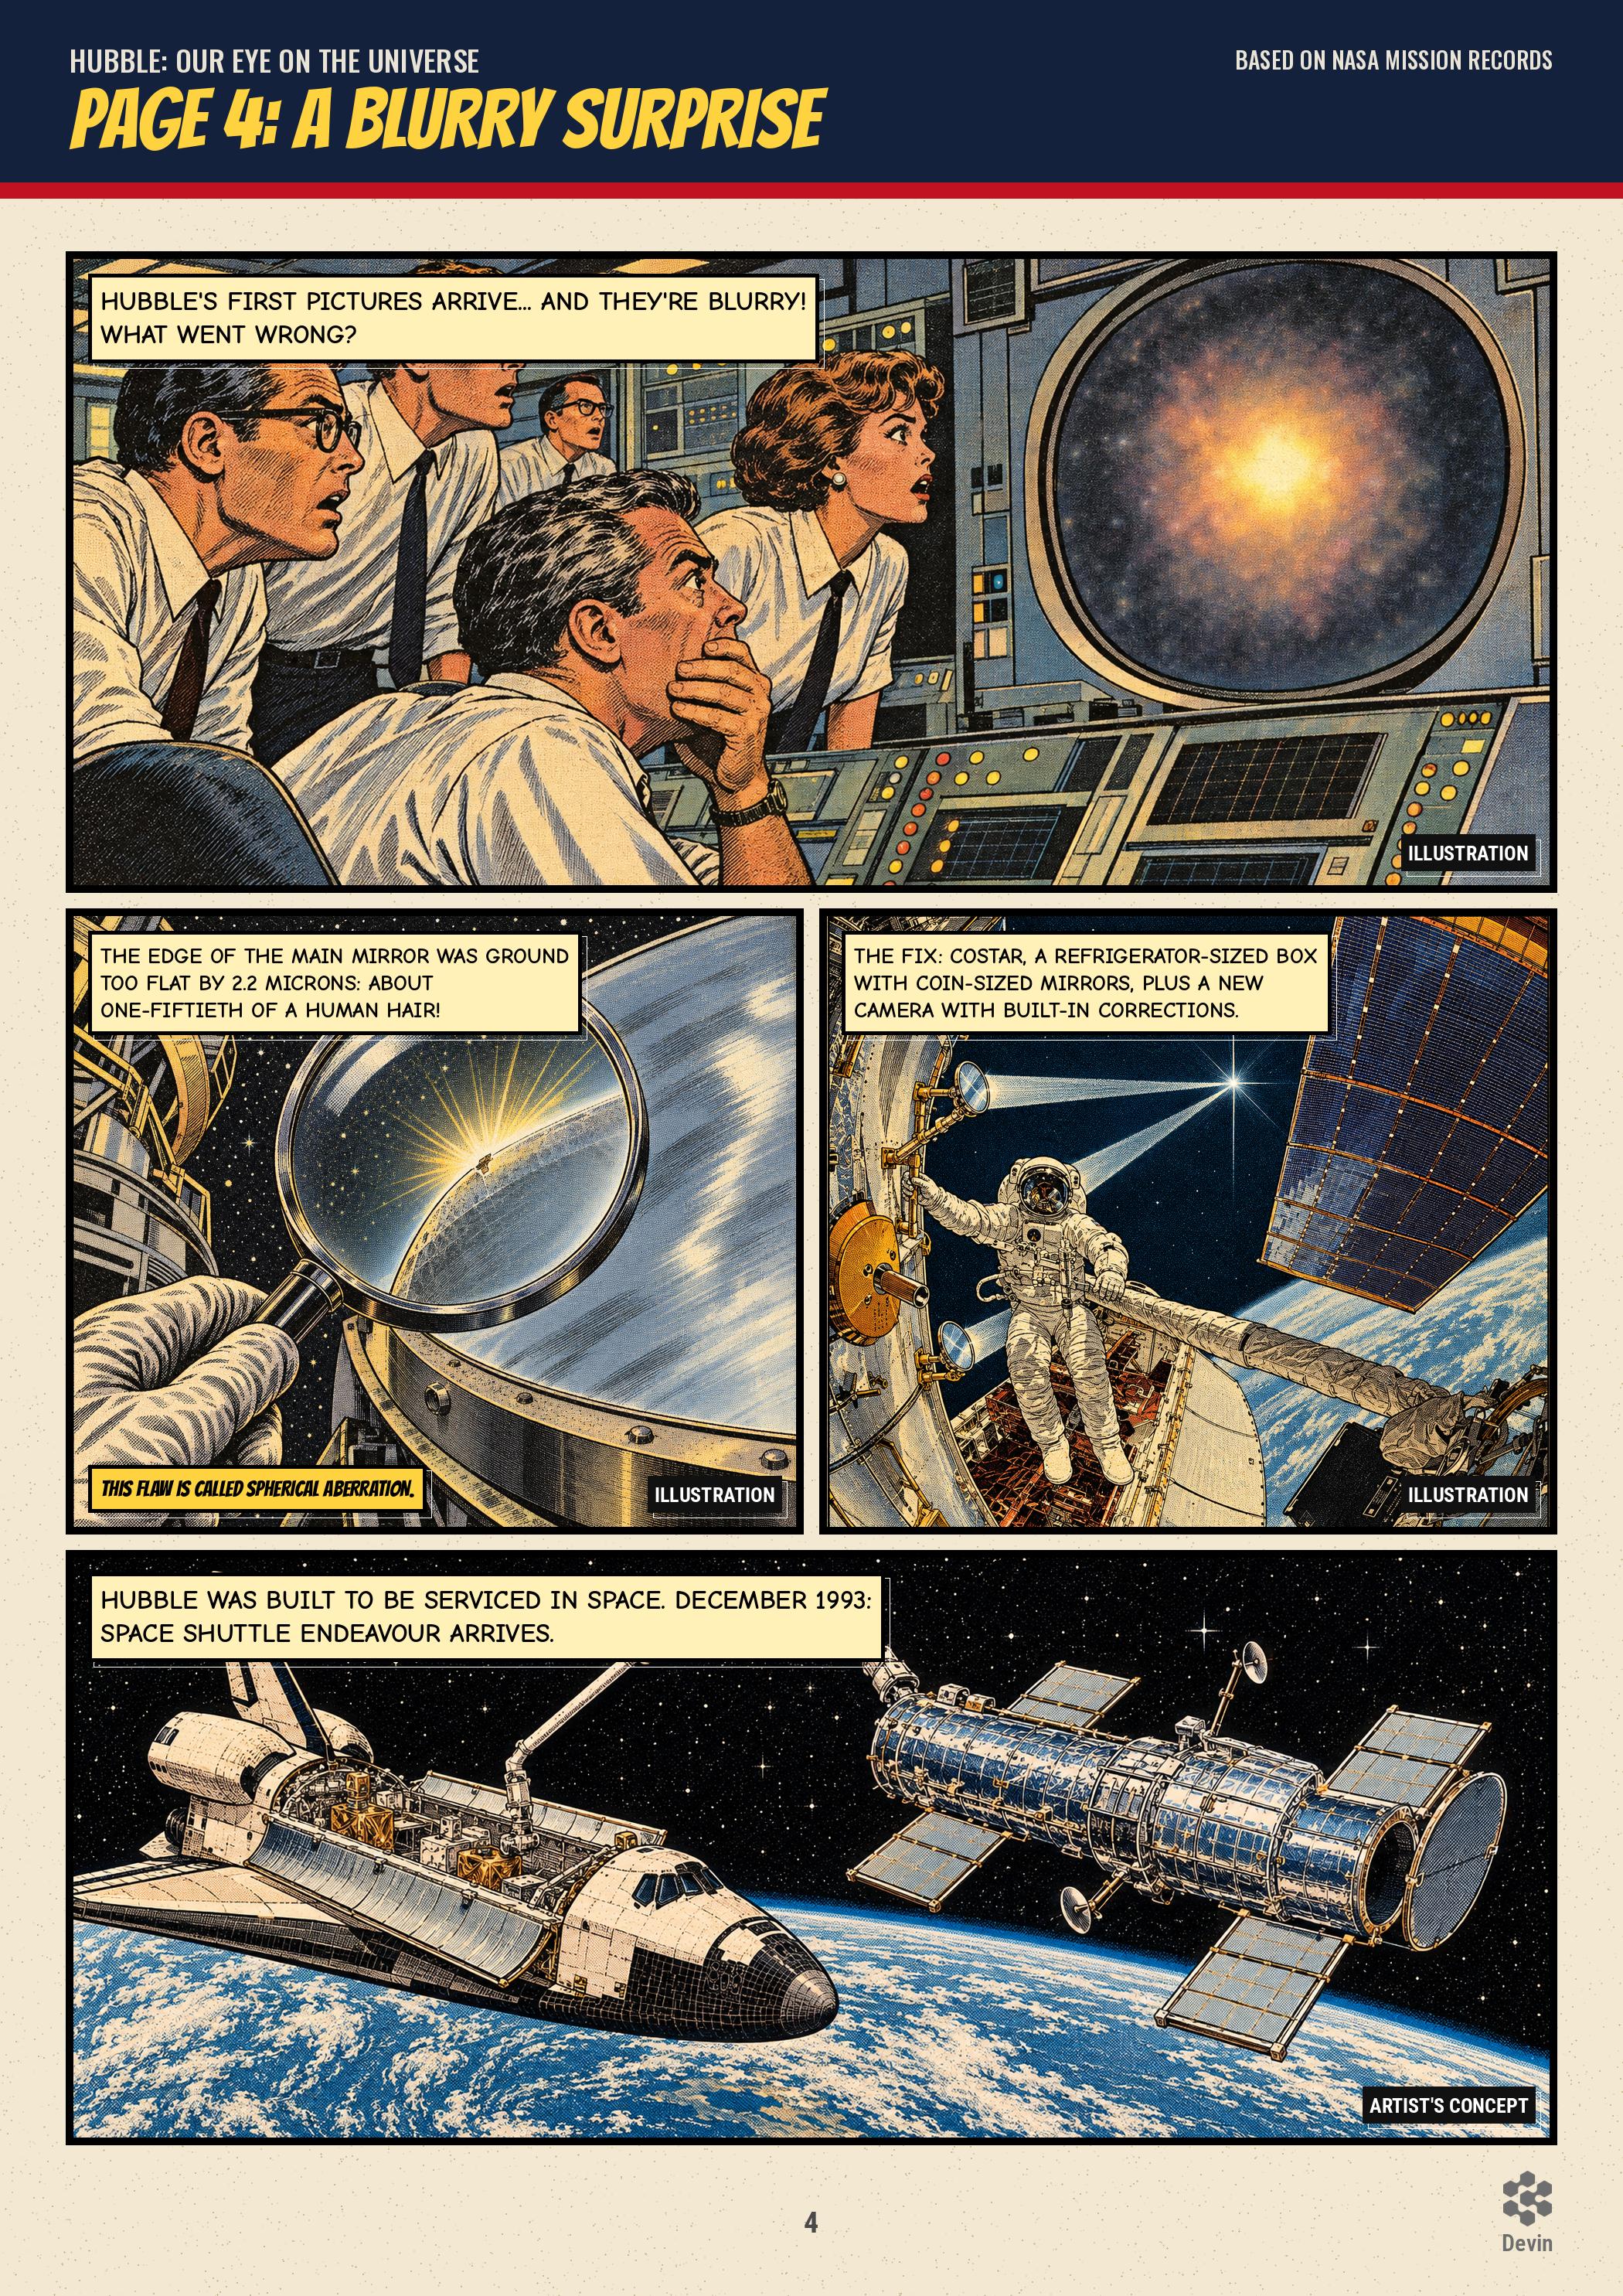 HUBBLE: OUR EYE ON THE UNIVERSE
BASED ON NASA MISSION RECORDS
PAGE 4: A BLURRY SURPRISE
HUBBLE'S FIRST PICTURES ARRIVE... AND THEY'RE BLURRY!
WHAT WENT WRONG?
ILLUSTRATION
THE EDGE OF THE MAIN MIRROR WAS GROUND
TOO FLAT BY 2.2 MICRONS: ABOUT
ONE-FIFTIETH OF A HUMAN HAIR!
THIS FLAW IS CALLED SPHERICAL ABERRATION.
ILLUSTRATION
THE FIX: COSTAR, A REFRIGERATOR-SIZED BOX
WITH COIN-SIZED MIRRORS, PLUS A NEW
CAMERA WITH BUILT-IN CORRECTIONS.
ILLUSTRATION
HUBBLE WAS BUILT TO BE SERVICED IN SPACE. DECEMBER 1993:
SPACE SHUTTLE ENDEAVOUR ARRIVES.
ARTIST'S CONCEPT
4
Devin